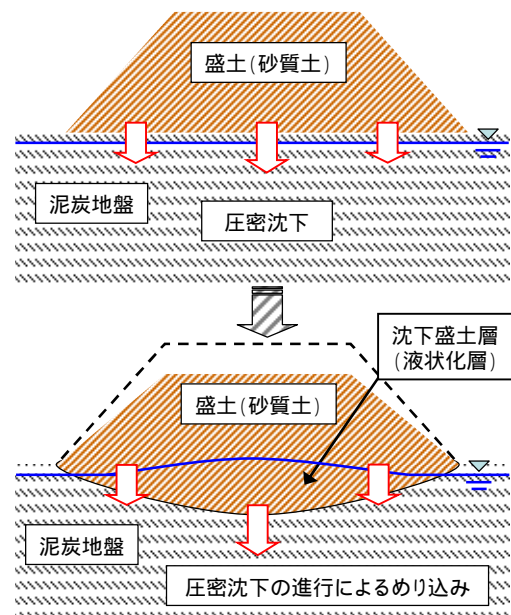 盛土(砂質土)
泥炭地盤
圧密沈下
沈下盛土層
(液状化層)
盛土(砂質土)
泥炭地盤
圧密沈下の進行によるめり込み